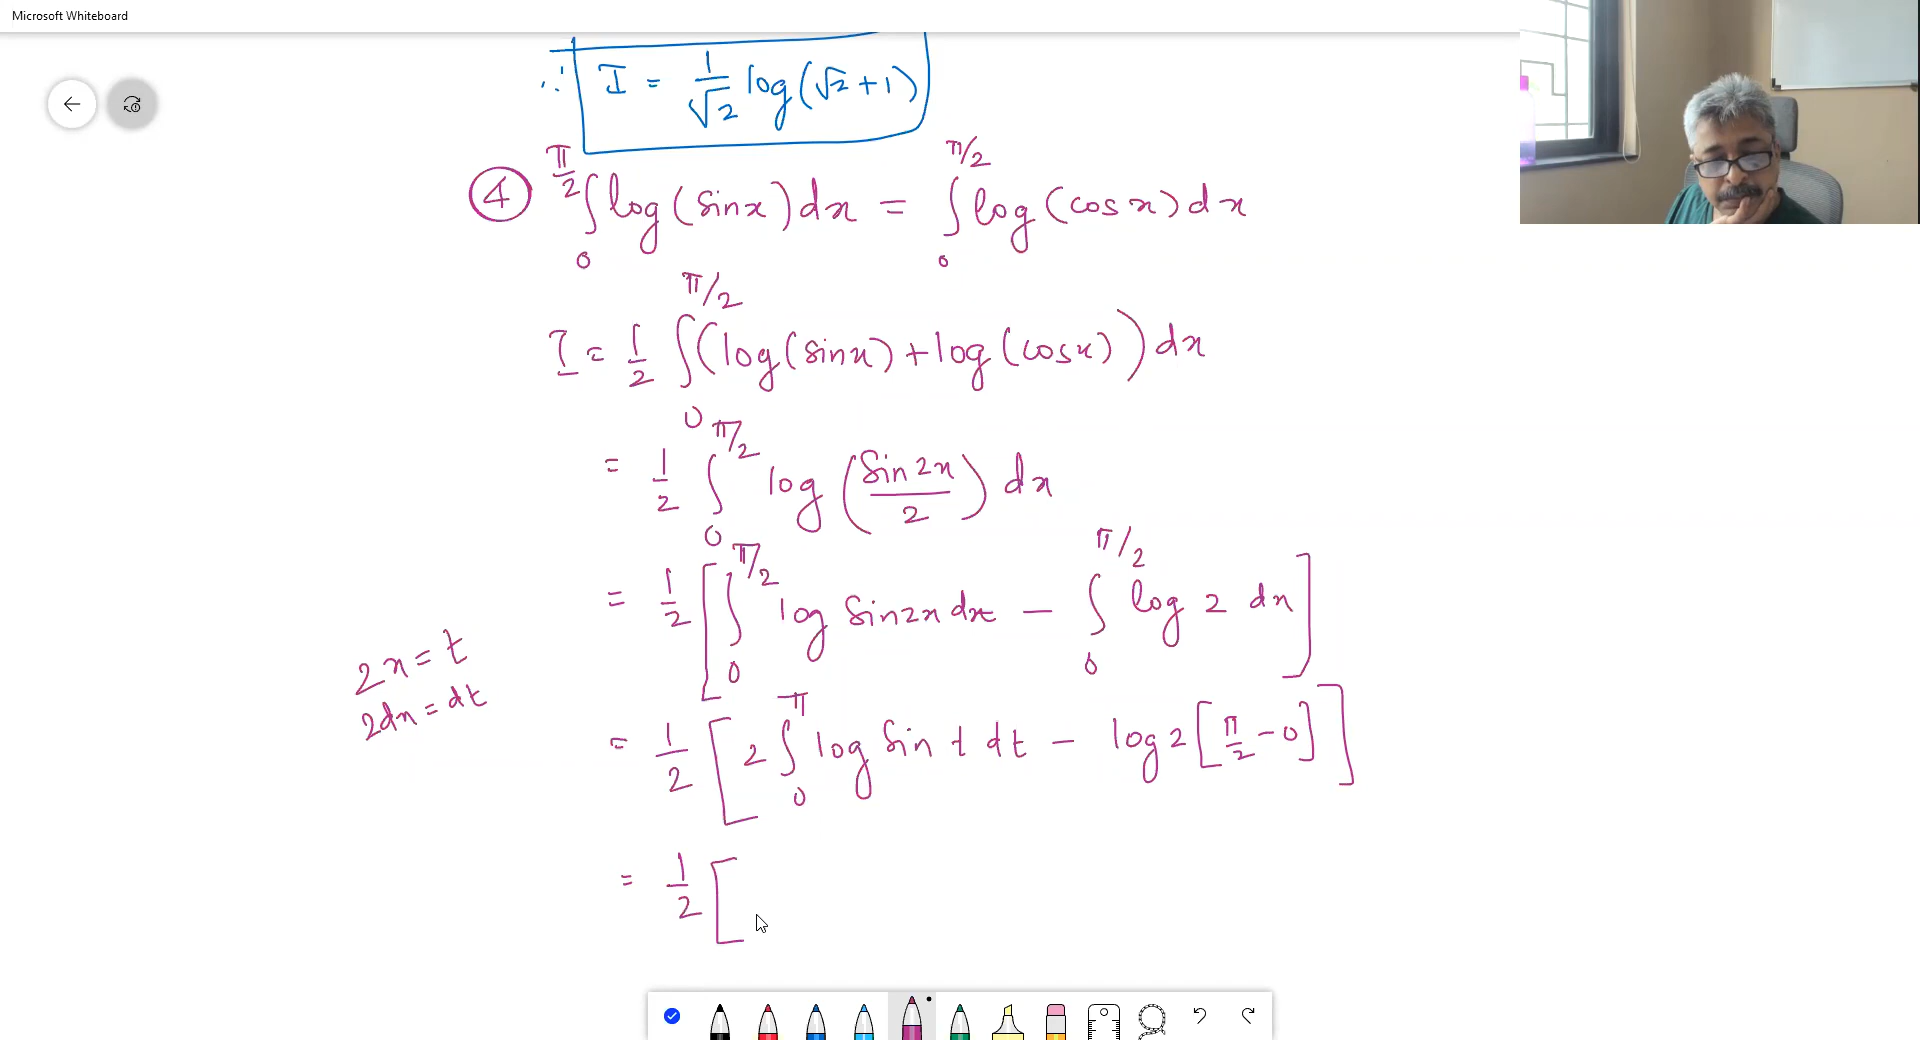 Microsoft Whiteboard
∴ I = 1/√2 log(√2+1)
④ ∫₀^(π/2) log(sinx)dx = ∫₀^(π/2) log(cosx)dx
I = 1/2 ∫₀^(π/2) (log(sinx)+log(cosx))dx
= 1/2 ∫₀^(π/2) log(sin2x/2)dx
= 1/2 [∫₀^(π/2) log sin2x dx − ∫₀^(π/2) log 2 dx]
2x = t
2dx = dt
= 1/2 [2 ∫₀^π log sin t dt − log2[π/2 − 0]]
= 1/2 [